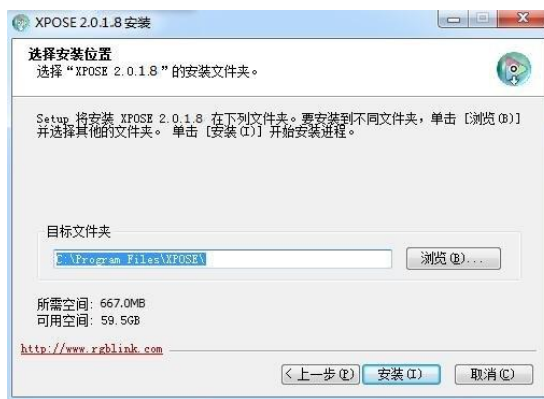 XPOSE 2.0.1.8 安装
选择安装位置
选择“XPOSE 2.0.1.8”的安装文件夹。
Setup 将安装 XPOSE 2.0.1.8 在下列文件夹。要安装到不同文件夹，单击 [浏览(B)]
并选择其他的文件夹。 单击 [安装(I)] 开始安装进程。
目标文件夹
C:\Program Files\XPOSE\
浏览(B)...
所需空间: 667.0MB
可用空间: 59.5GB
http://www.rgblink.com
< 上一步(P)
安装(I)
取消(C)